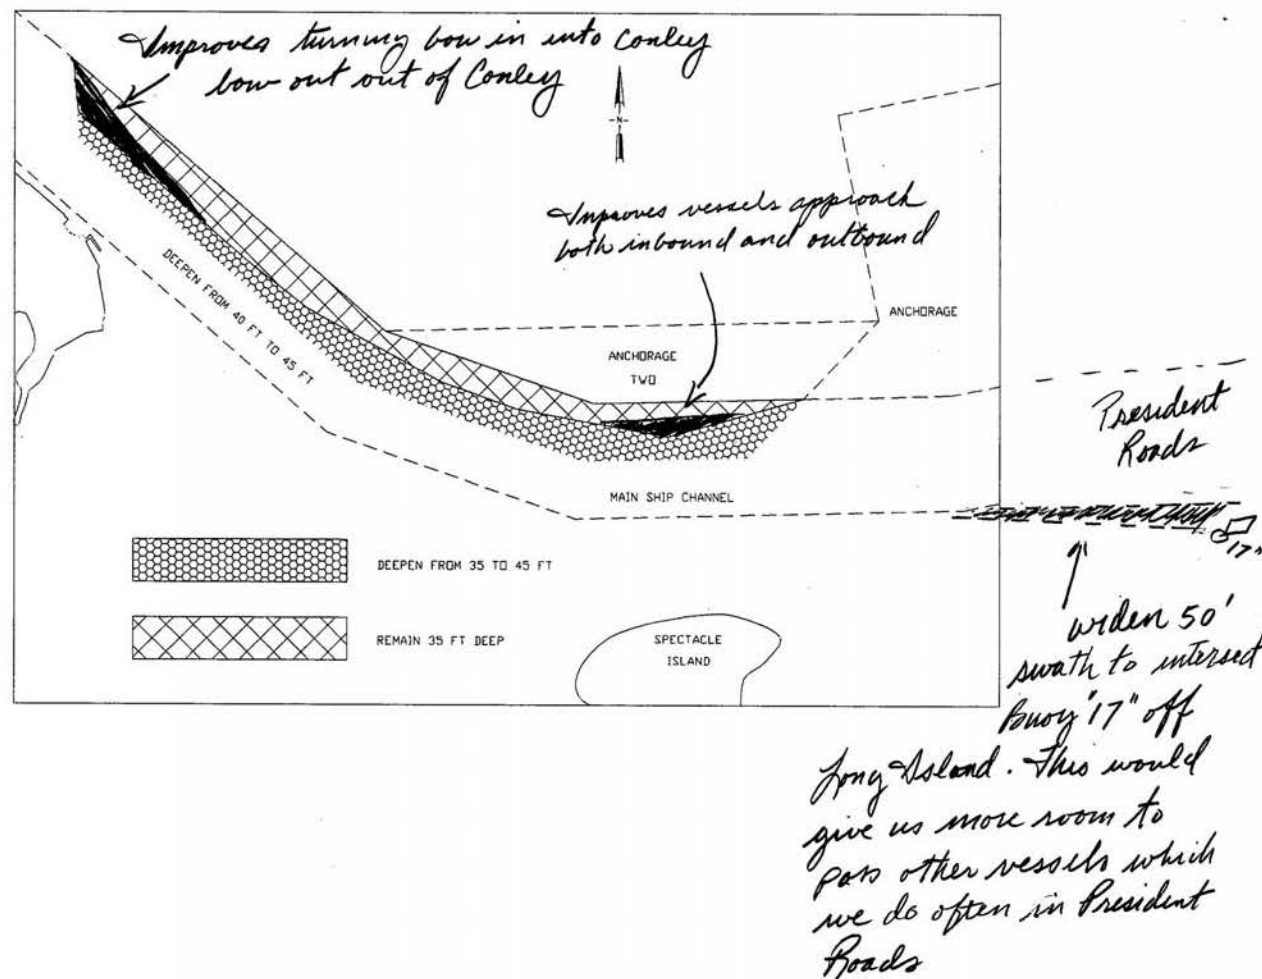 Improves turning bow in into Conley
bow out out of Conley
N
Improves vessels approach
both inbound and outbound
DEEPEN FROM 40 FT TO 45 FT
ANCHORAGE
ANCHORAGE
TWO
President
Roads
MAIN SHIP CHANNEL
17"
DEEPEN FROM 35 TO 45 FT
REMAIN 35 FT DEEP
SPECTACLE
ISLAND
widen 50'
swath to intersect
Buoy "17" off
Long Island. This would
give us more room to
pass other vessels which
we do often in President
Roads